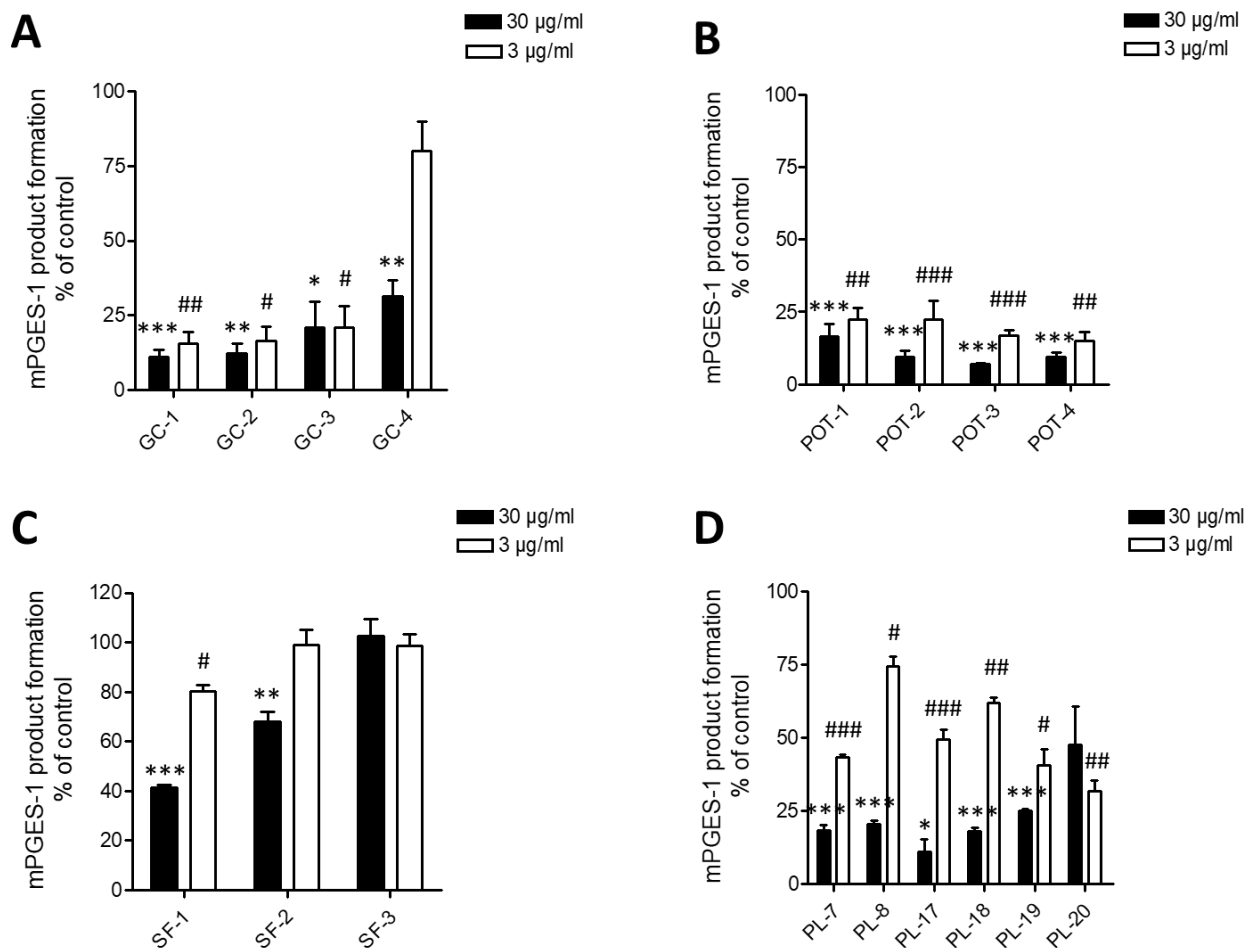 A
30 µg/ml
3 µg/ml
mPGES-1 product formation
% of control
100
75
50
25
0
***
##
**
#
*
#
**
GC-1
GC-2
GC-3
GC-4
B
30 µg/ml
3 µg/ml
mPGES-1 product formation
% of control
100
50
25
0
***
##
***
###
***
###
***
##
POT-1
POT-2
POT-3
POT-4
C
30 µg/ml
3 µg/ml
mPGES-1 product formation
% of control
120
100
80
60
40
20
0
***
#
**
SF-1
SF-2
SF-3
D
30 µg/ml
3 µg/ml
mPGES-1 product formation
% of control
100
75
50
25
0
***
###
***
#
*
###
***
##
***
#
##
PL-7
PL-8
PL-17
PL-18
PL-19
PL-20